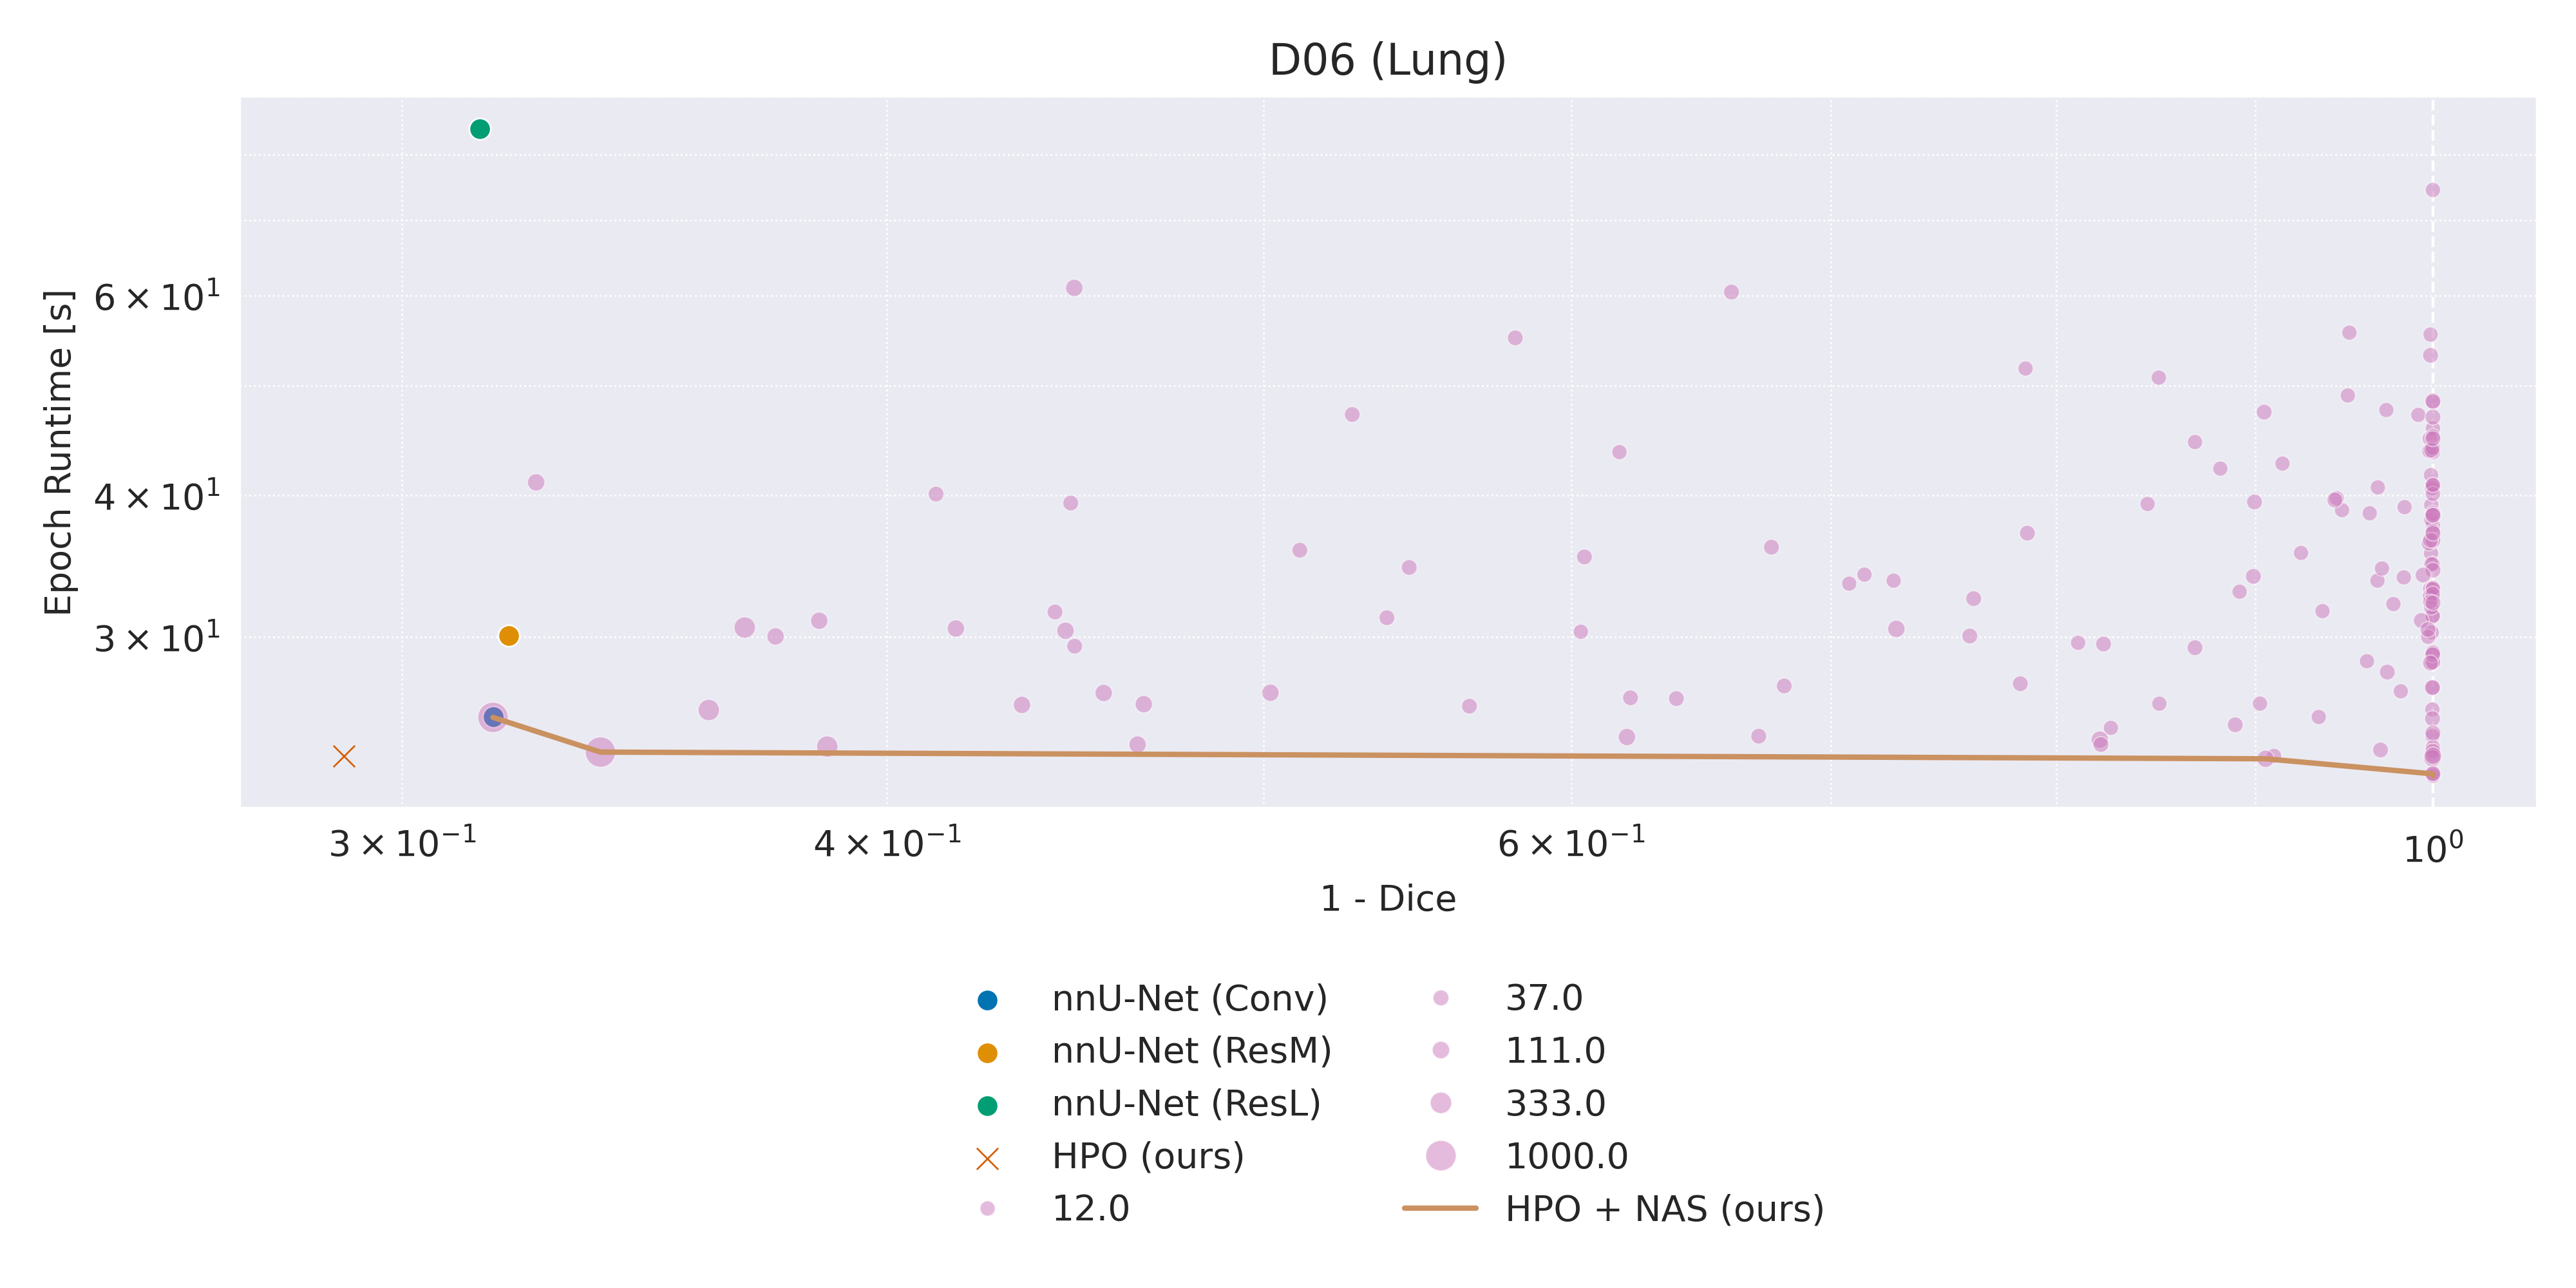 D06 (Lung)
Epoch Runtime [s]
6 × 10¹
4 × 10¹
3 × 10¹
3 × 10⁻¹
4 × 10⁻¹
6 × 10⁻¹
10⁰
1 - Dice
nnU-Net (Conv)
nnU-Net (ResM)
nnU-Net (ResL)
HPO (ours)
12.0
37.0
111.0
333.0
1000.0
HPO + NAS (ours)